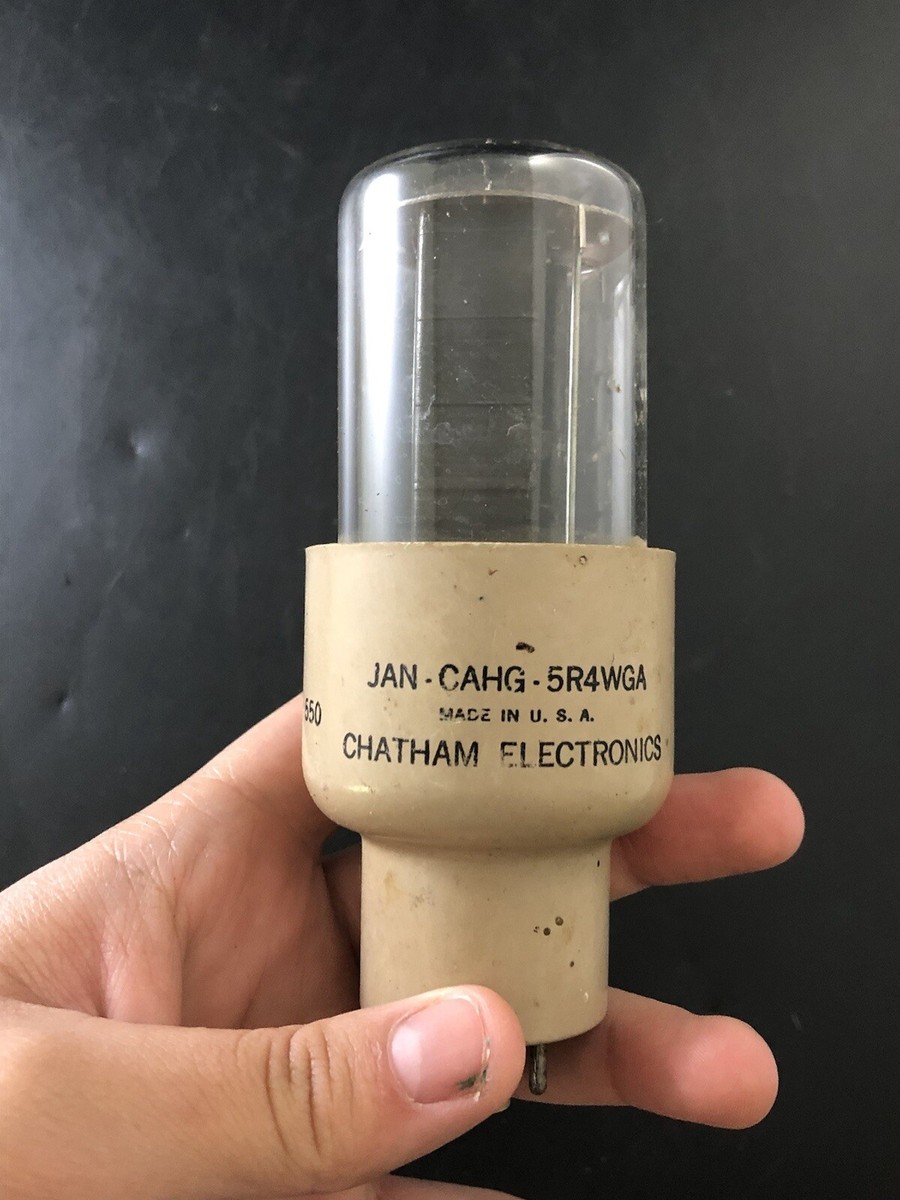 JAN-CAHG-5R4WGA
MADE IN U. S. A.
CHATHAM ELECTRONICS